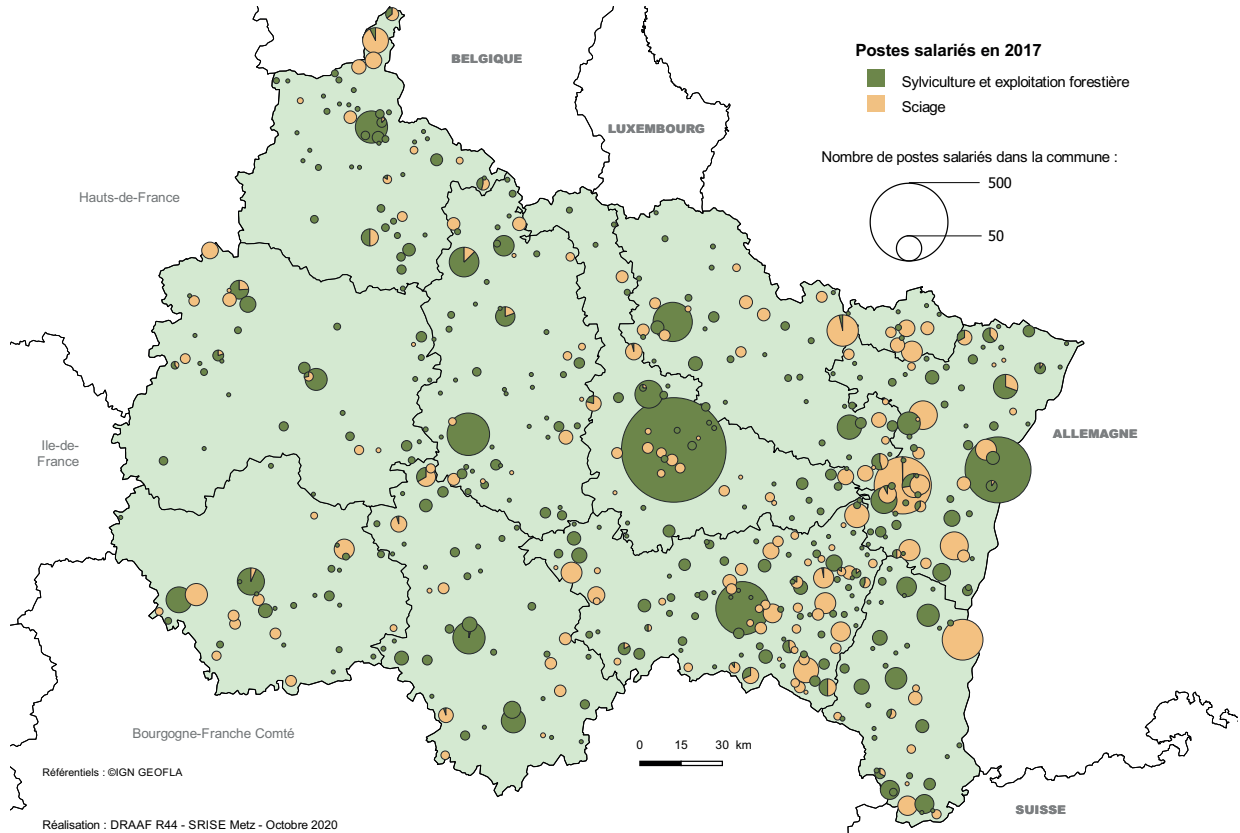 BELGIQUE
LUXEMBOURG
Postes salariés en 2017
Sylviculture et exploitation forestière
Sciage
Nombre de postes salariés dans la commune :
500
50
Hauts-de-France
Ile-de-
France
ALLEMAGNE
Bourgogne-Franche Comté
0 15 30 km
Référentiels : ©IGN GEOFLA
SUISSE
Réalisation : DRAAF R44 - SRISE Metz - Octobre 2020